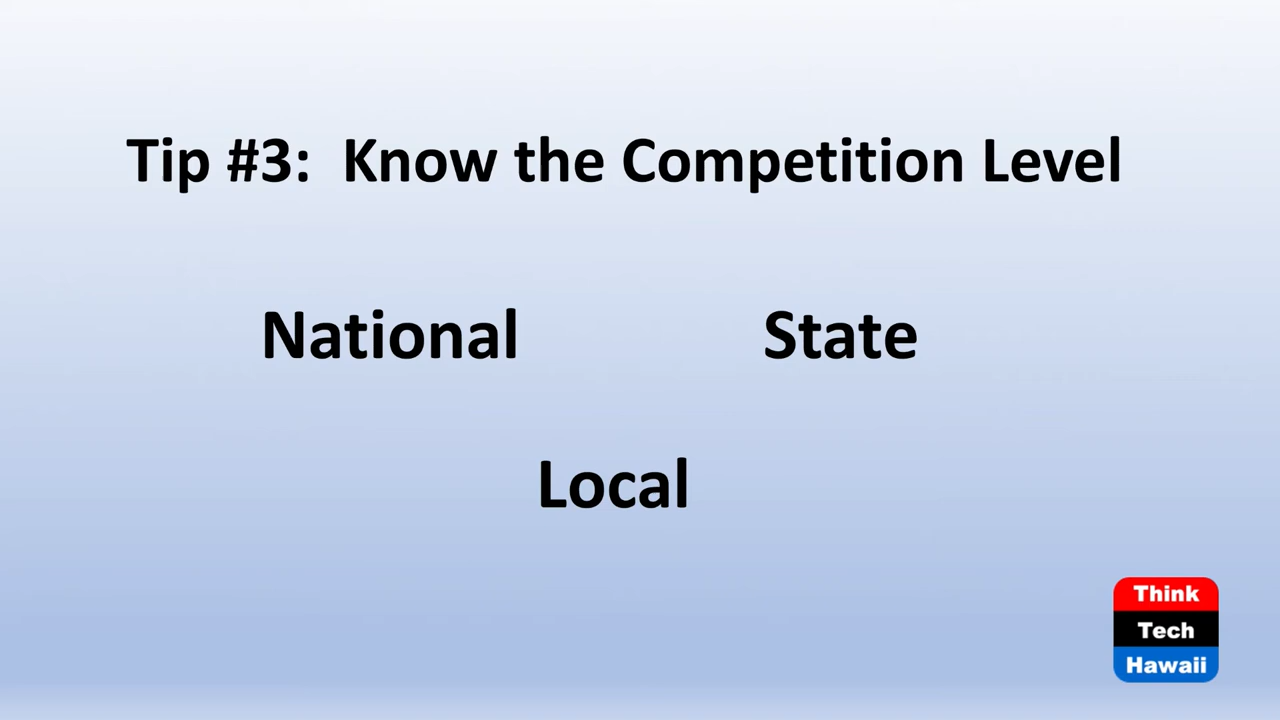 Tip #3:  Know the Competition Level
National State
Local
Think
Tech
Hawaii